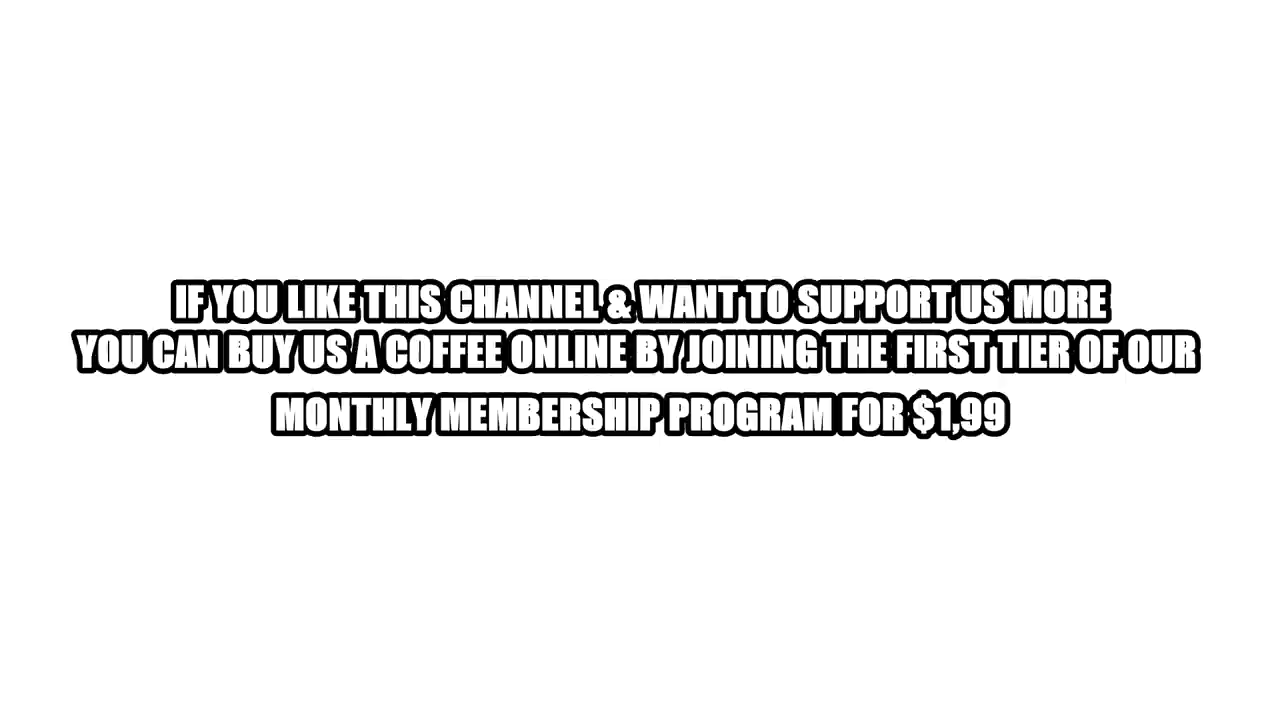 IF YOU LIKE THIS CHANNEL & WANT TO SUPPORT US MORE
YOU CAN BUY US A COFFEE ONLINE BY JOINING THE FIRST TIER OF OUR
MONTHLY MEMBERSHIP PROGRAM FOR $1,99